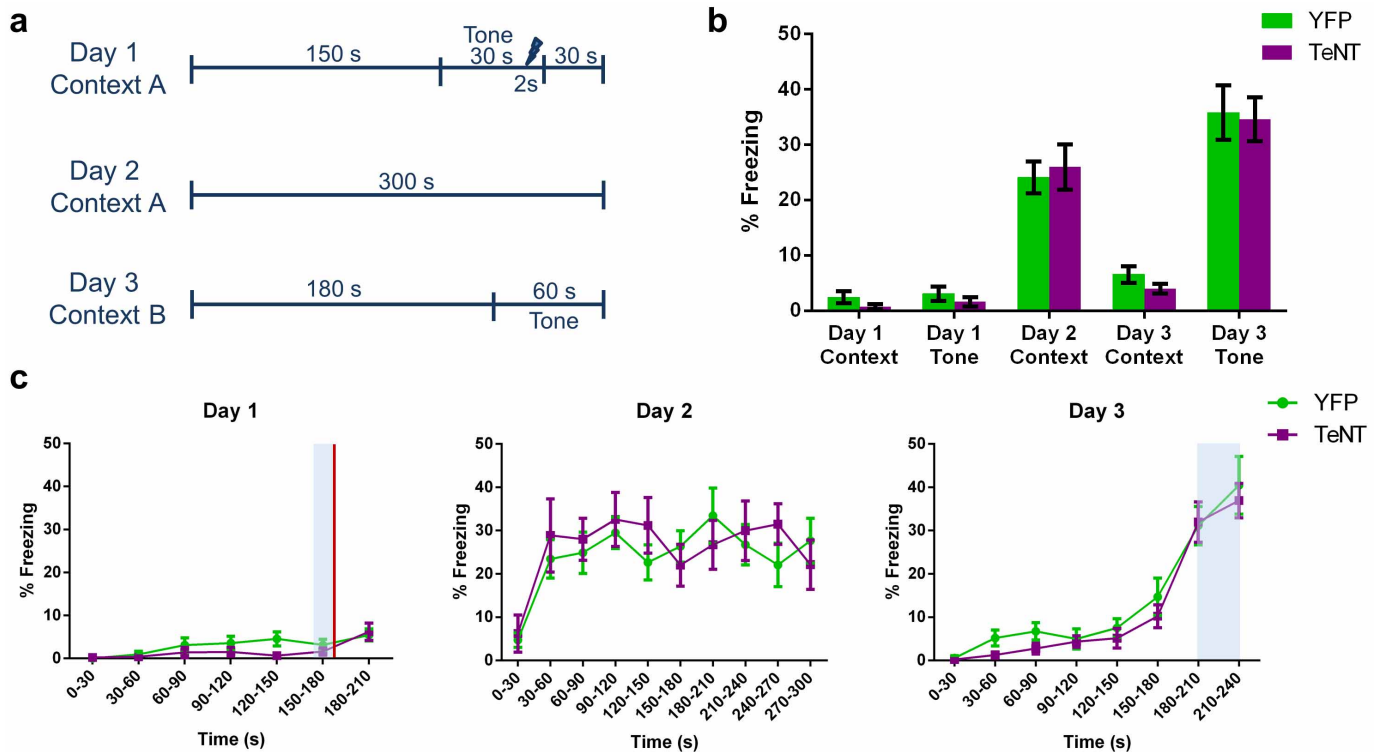 a
Day 1
Context A
150 s
Tone
30 s
2s
30 s
Day 2
Context A
300 s
Day 3
Context B
180 s
60 s
Tone
b
YFP
TeNT
% Freezing
50
40
30
20
10
0
Day 1
Context
Day 1
Tone
Day 2
Context
Day 3
Context
Day 3
Tone
c
Day 1
% Freezing
50
40
30
20
10
0
0-30
30-60
60-90
90-120
120-150
150-180
180-210
Time (s)
Day 2
% Freezing
50
40
30
20
10
0
0-30
30-60
60-90
90-120
120-150
150-180
180-210
210-240
240-270
270-300
Time (s)
Day 3
% Freezing
50
40
30
20
10
0
0-30
30-60
60-90
90-120
120-150
150-180
180-210
210-240
Time (s)
YFP
TeNT